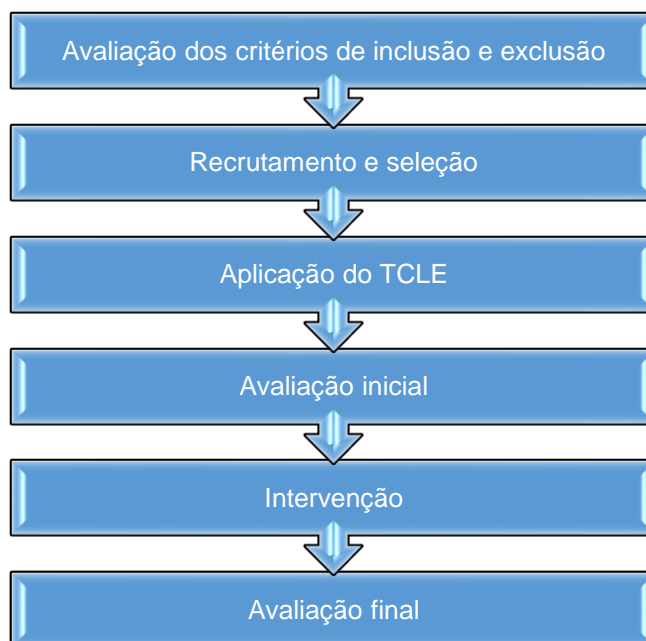 Avaliação dos critérios de inclusão e exclusão
Recrutamento e seleção
Aplicação do TCLE
Avaliação inicial
Intervenção
Avaliação final